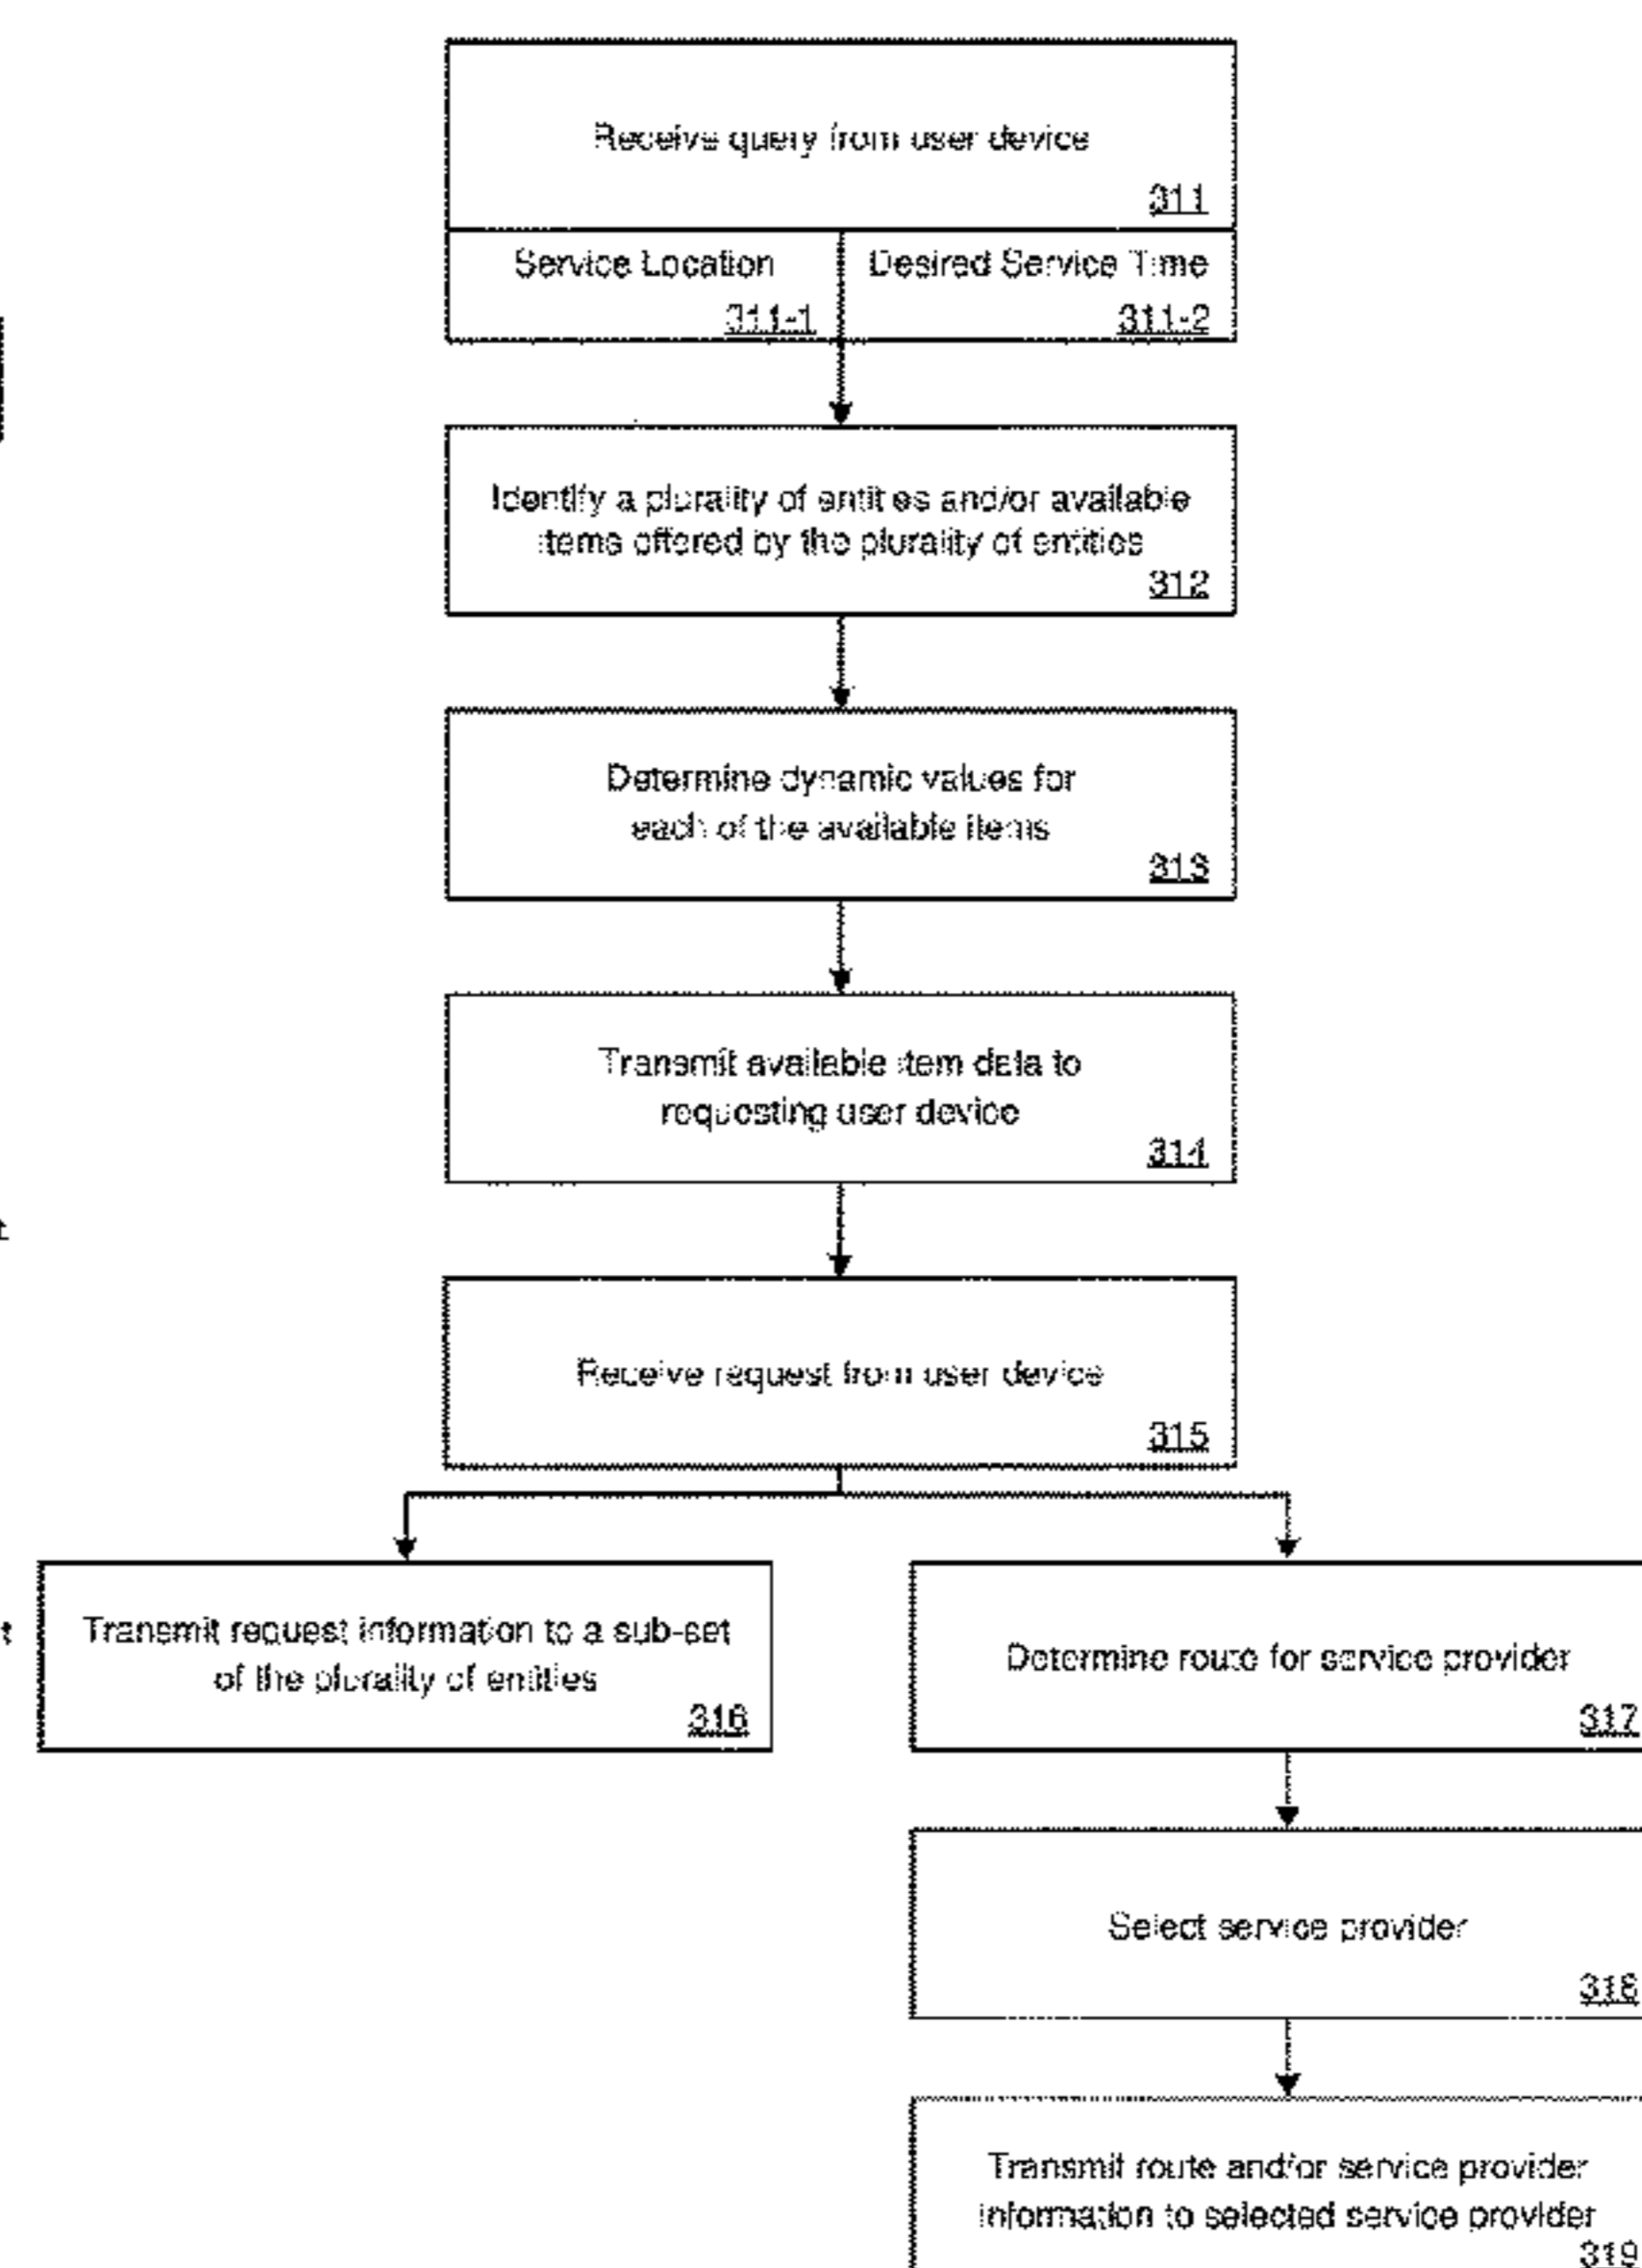 Receive query from user device
311
Service Location
311-1
Desired Service Time
311-2
Identify a plurality of entities and/or available
items offered by the plurality of entities
312
Determine dynamic values for
each of the available items
313
Transmit available item data to
requesting user device
314
Receive request from user device
315
Transmit request information to a sub-set
of the plurality of entities
316
Determine route for service provider
317
Select service provider
318
Transmit route and/or service provider
information to selected service provider
319